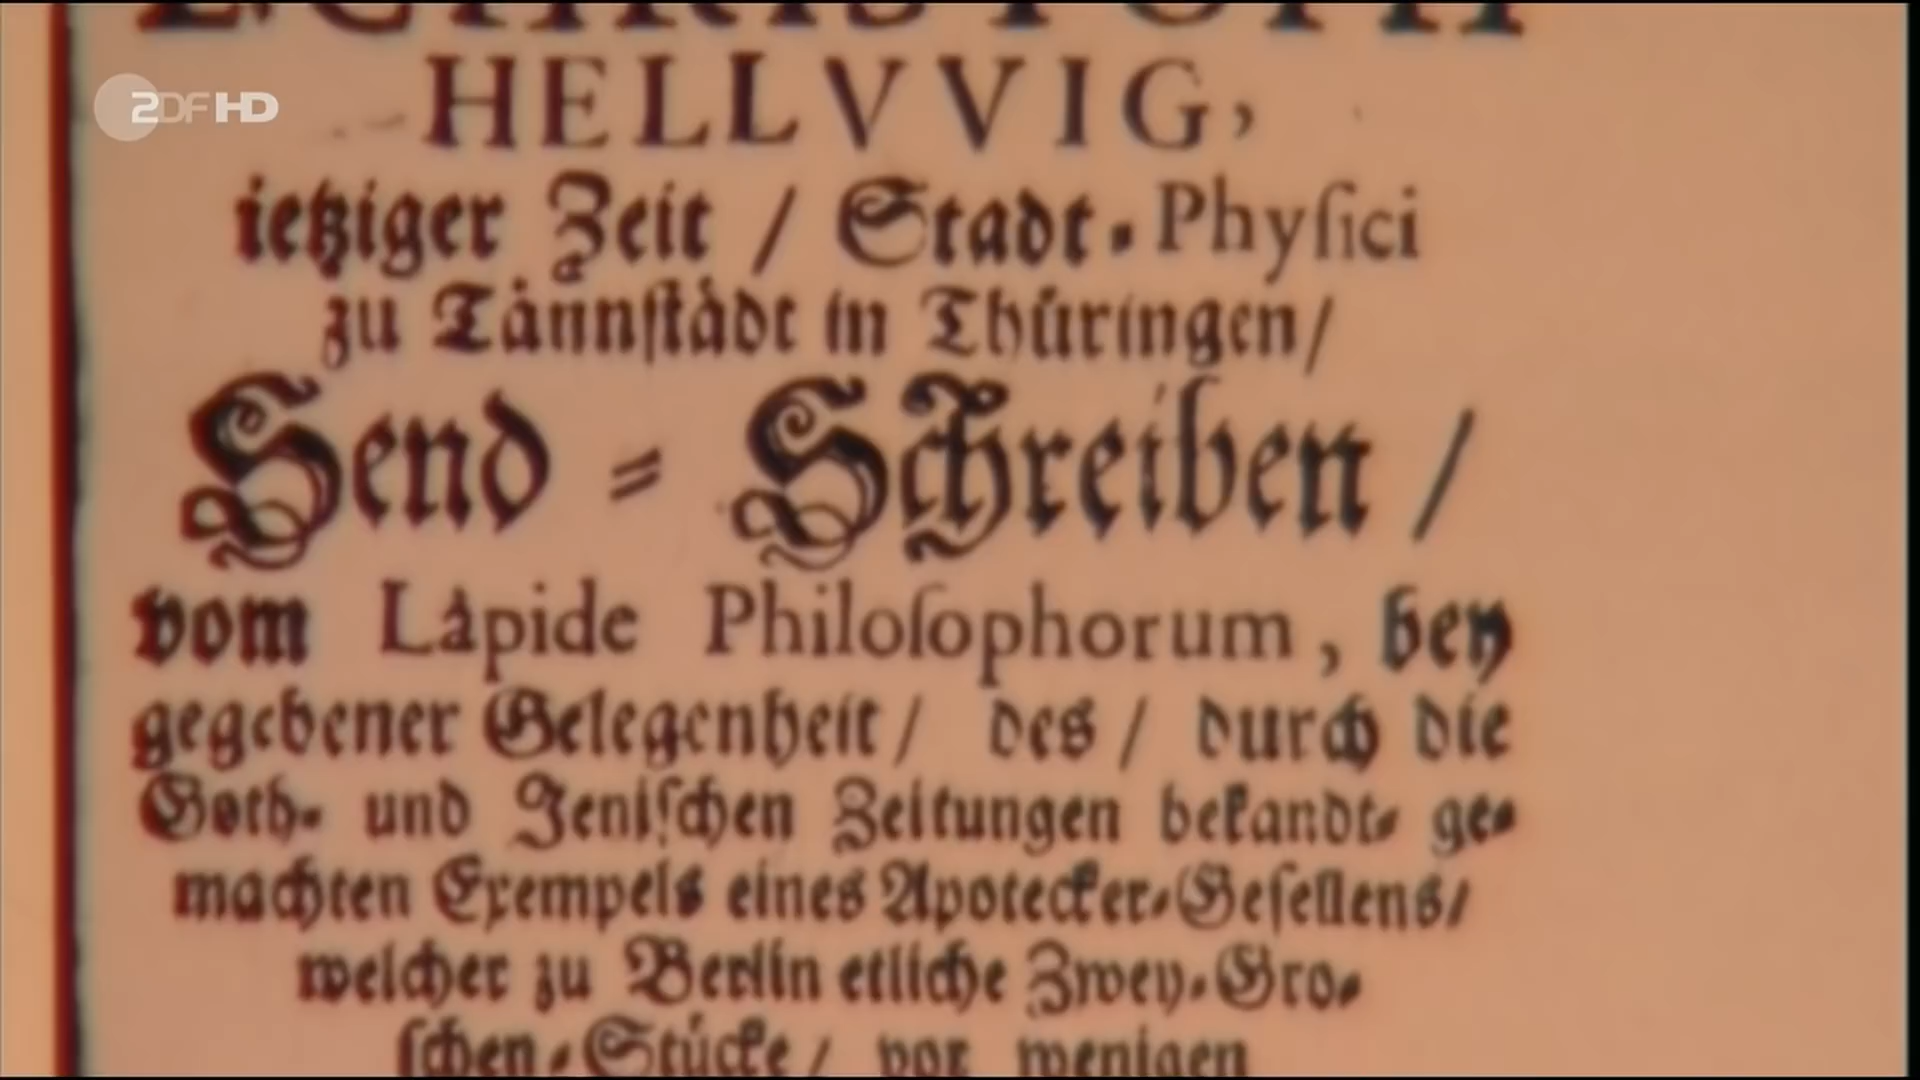 L. CHRISTOPH
ZDF HD
HELLVVIG,
ietziger Zeit / Stadt-Phyſici
zu Tånnſtådt in Thüringen/
Send = Schreiben /
vom Lapide Philoſophorum, bey
gegebener Gelegenheit / des / durch die
Goth- und Jeniſchen Zeitungen bekandt- ge-
machten Exempels eines Apotecker-Geſellens/
welcher zu Berlin etliche Zwey-Gro-
ſchen-Stücke / vor wenigen